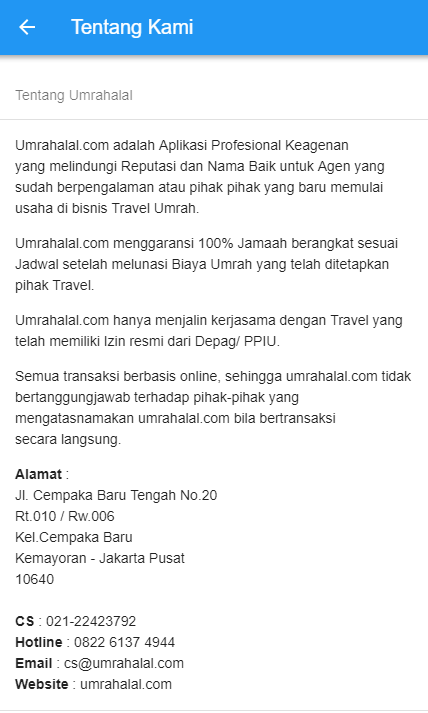 Tentang Kami
Tentang Umrahalal
Umrahalal.com adalah Aplikasi Profesional Keagenan
yang melindungi Reputasi dan Nama Baik untuk Agen yang
sudah berpengalaman atau pihak pihak yang baru memulai
usaha di bisnis Travel Umrah.
Umrahalal.com menggaransi 100% Jamaah berangkat sesuai
Jadwal setelah melunasi Biaya Umrah yang telah ditetapkan
pihak Travel.
Umrahalal.com hanya menjalin kerjasama dengan Travel yang
telah memiliki Izin resmi dari Depag/ PPIU.
Semua transaksi berbasis online, sehingga umrahalal.com tidak
bertanggungjawab terhadap pihak-pihak yang
mengatasnamakan umrahalal.com bila bertransaksi
secara langsung.
Alamat :
Jl. Cempaka Baru Tengah No.20
Rt.010 / Rw.006
Kel.Cempaka Baru
Kemayoran - Jakarta Pusat
10640
CS : 021-22423792
Hotline : 0822 6137 4944
Email : cs@umrahalal.com
Website : umrahalal.com